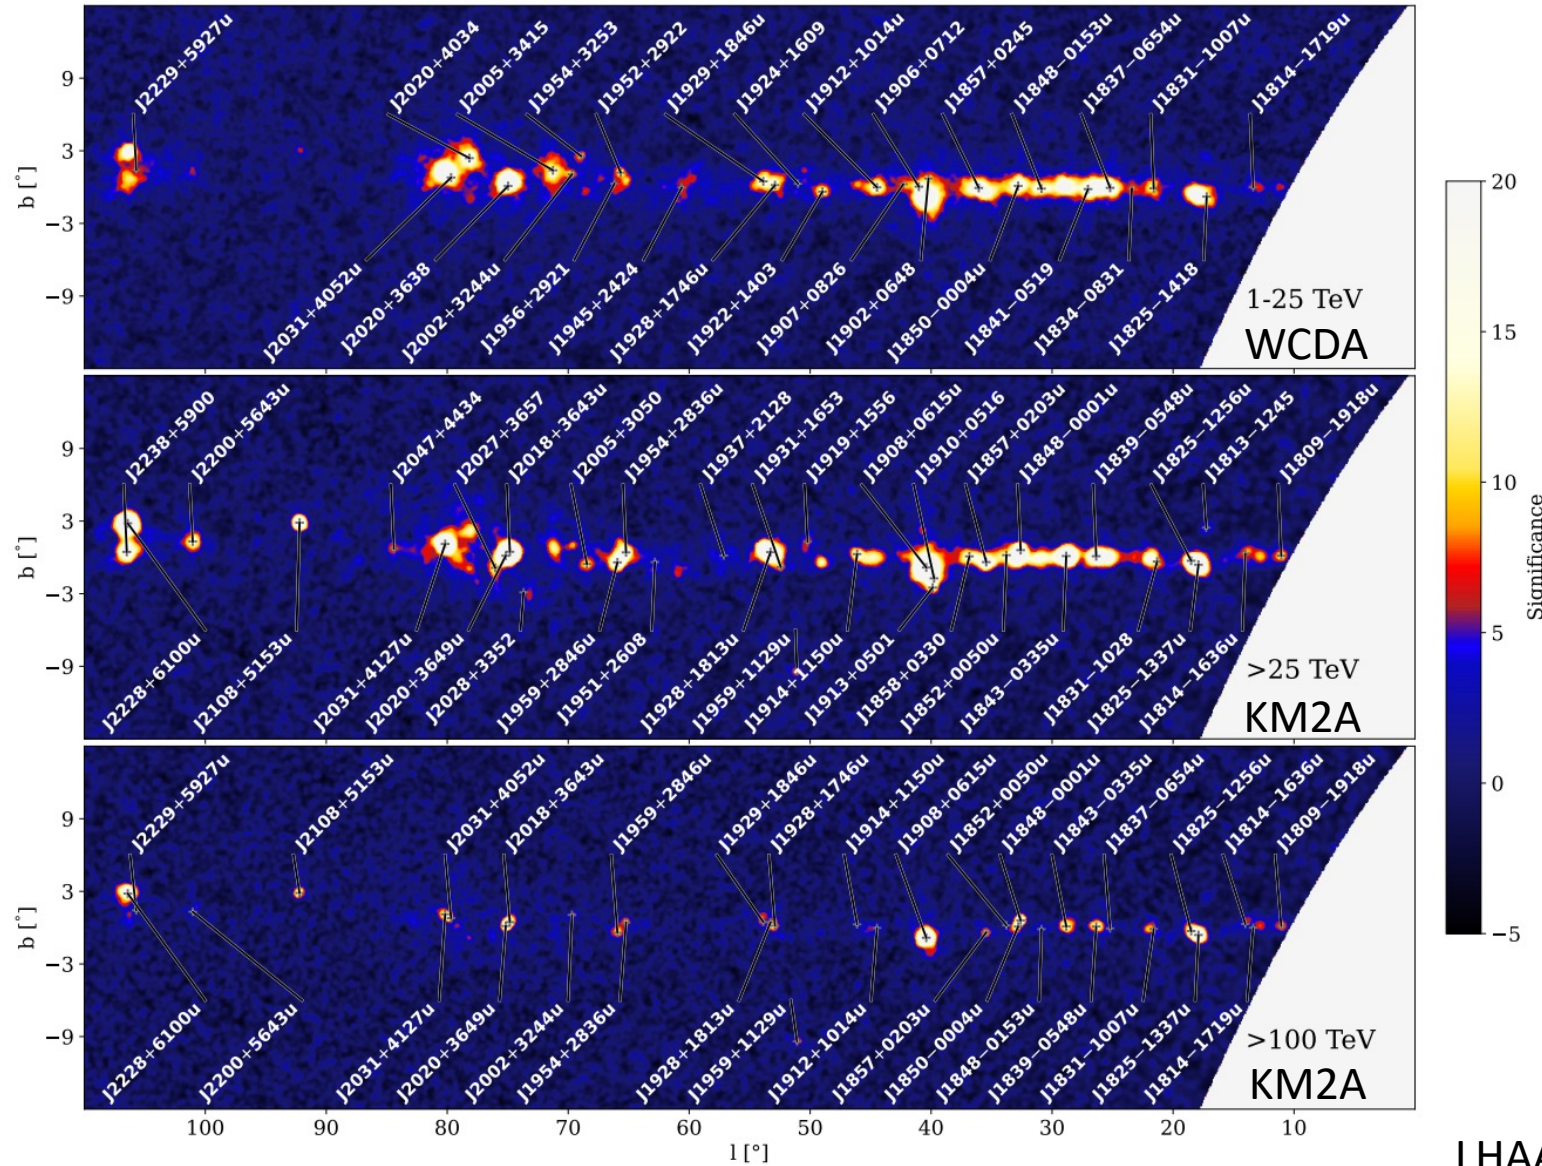 J2229+5927u
J2020+4034
J2005+3415
J1954+3253
J1952+2922
J1929+1846u
J1924+1609
J1912+1014u
J1906+0712
J1857+0245
J1848−0153u
J1837−0654u
J1831−1007u
J1814−1719u
9
3
−3
−9
b [°]
J2031+4052u
J2020+3638
J2002+3244u
J1956+2921
J1945+2424
J1928+1746u
J1922+1403
J1907+0826
J1902+0648
J1850−0004u
J1841−0519
J1834−0831
J1825−1418
1-25 TeV
WCDA
J2238+5900
J2200+5643u
J2047+4434
J2027+3657
J2018+3643u
J2005+3050
J1954+2836u
J1937+2128
J1931+1653
J1919+1556
J1908+0615u
J1910+0516
J1857+0203u
J1848−0001u
J1839−0548u
J1825−1256u
J1813−1245
J1809−1918u
9
3
−3
−9
b [°]
J2228+6100u
J2108+5153u
J2031+4127u
J2020+3649u
J2028+3352
J1959+2846u
J1951+2608
J1928+1813u
J1959+1129u
J1914+1150u
J1913+0501
J1858+0330
J1852+0050u
J1843−0335u
J1831−1028
J1825−1337u
J1814−1636u
>25 TeV
KM2A
J2229+5927u
J2108+5153u
J2031+4052u
J2018+3643u
J1959+2846u
J1929+1846u
J1928+1746u
J1914+1150u
J1908+0615u
J1852+0050u
J1848−0001u
J1843−0335u
J1837−0654u
J1825−1256u
J1814−1636u
J1809−1918u
9
3
−3
−9
b [°]
J2228+6100u
J2200+5643u
J2031+4127u
J2020+3649u
J2002+3244u
J1954+2836u
J1928+1813u
J1959+1129u
J1912+1014u
J1857+0203u
J1850−0004u
J1848−0153u
J1839−0548u
J1831−1007u
J1825−1337u
J1814−1719u
>100 TeV
KM2A
100 90 80 70 60 50 40 30 20 10
l [°]
20
15
10
5
0
−5
Significance